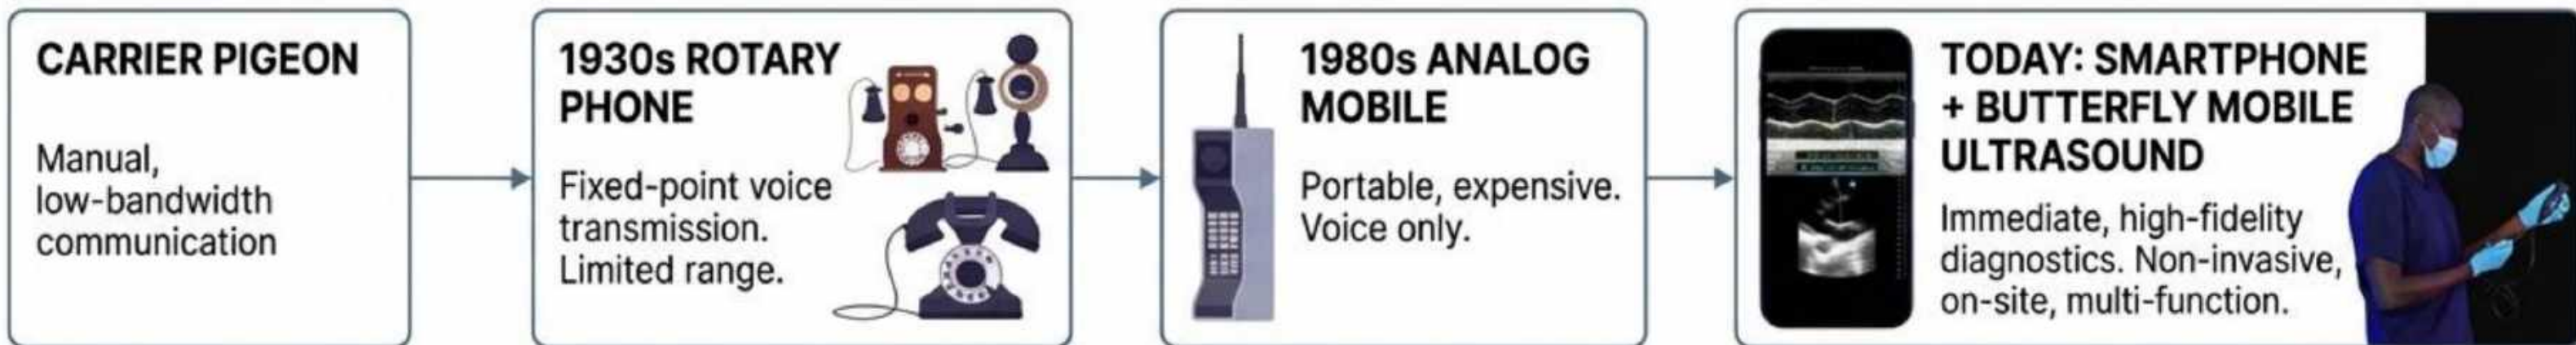 CARRIER PIGEON
Manual,
low-bandwidth
communication
1930s ROTARY
PHONE
Fixed-point voice
transmission.
Limited range.
1980s ANALOG
MOBILE
Portable, expensive.
Voice only.
TODAY: SMARTPHONE
+ BUTTERFLY MOBILE
ULTRASOUND
Immediate, high-fidelity
diagnostics. Non-invasive,
on-site, multi-function.